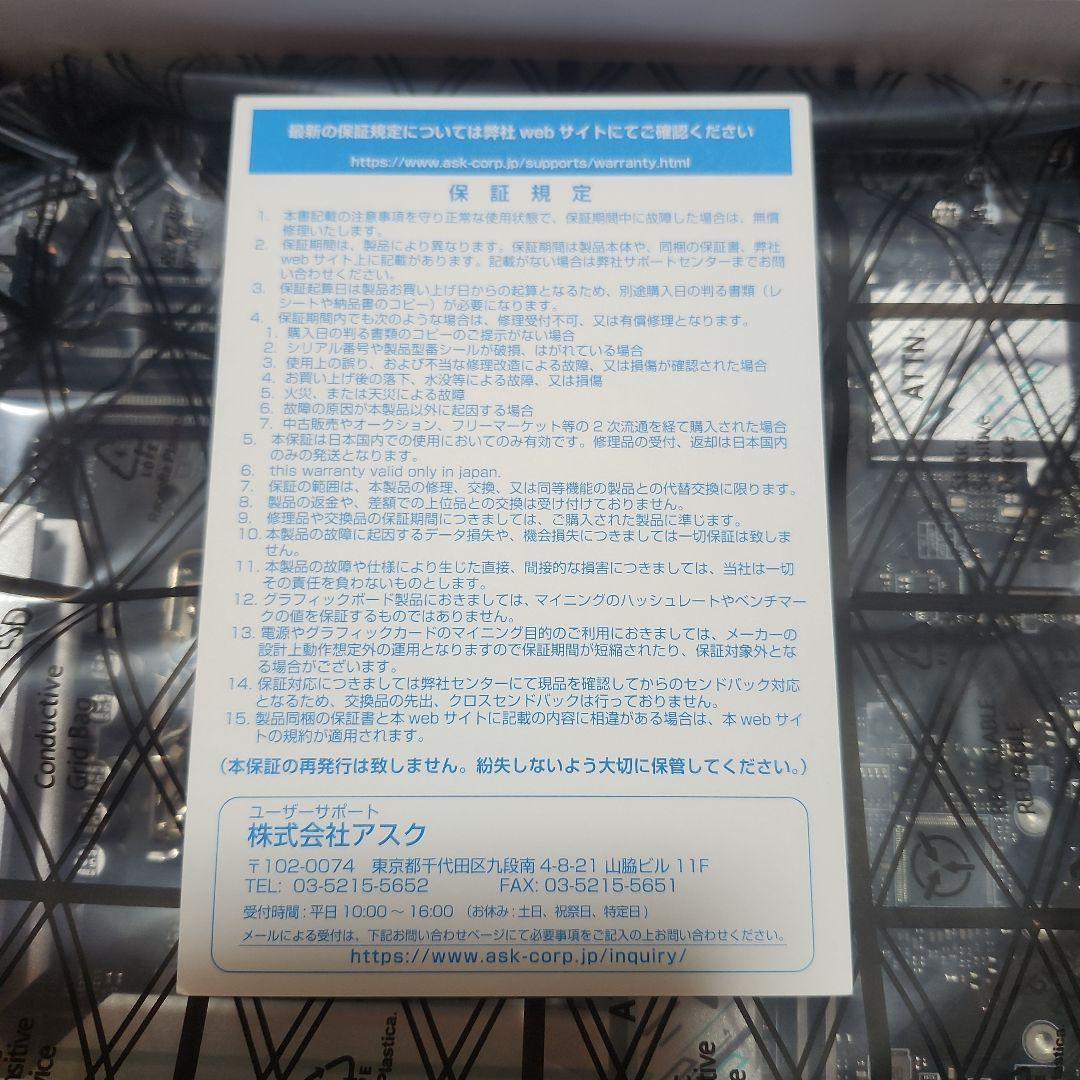 最新の保証規定については弊社 web サイトにてご確認ください
https://www.ask-corp.jp/supports/warranty.html
保証規定
1. 本書記載の注意事項を守り正常な使用状態で、保証期間中に故障した場合は、無償
修理いたします。
2. 保証期間は、製品により異なります。保証期間は製品本体や、同梱の保証書、弊社
web サイト上に記載があります。記載がない場合は弊社サポートセンターまでお問
い合わせください。
3. 保証起算日は製品お買い上げ日からの起算となるため、別途購入日の判る書類（レ
シートや納品書のコピー）が必要になります。
4. 保証期間内でも次のような場合は、修理受付不可、又は有償修理となります。
1. 購入日の判る書類のコピーのご提示がない場合
2. シリアル番号や製品型番シールが破損、はがれている場合
3. 使用上の誤り、および不当な修理改造による故障、又は損傷が確認された場合
4. お買い上げ後の落下、水没等による故障、又は損傷
5. 火災、または天災による故障
6. 故障の原因が本製品以外に起因する場合
7. 中古販売やオークション、フリーマーケット等の 2 次流通を経て購入された場合
5. 本保証は日本国内での使用においてのみ有効です。修理品の受付、返却は日本国内
のみの発送となります。
6. this warranty valid only in japan.
7. 保証の範囲は、本製品の修理、交換、又は同等機能の製品との代替交換に限ります。
8. 製品の返金や、差額での上位品との交換は受け付けておりません。
9. 修理品や交換品の保証期間につきましては、ご購入された製品に準じます。
10. 本製品の故障に起因するデータ損失や、機会損失につきましては一切保証は致しま
せん。
11. 本製品の故障や仕様により生じた直接、間接的な損害につきましては、当社は一切
その責任を負わないものとします。
12. グラフィックボード製品におきましては、マイニングのハッシュレートやベンチマー
クの値を保証するものではありません。
13. 電源やグラフィックカードのマイニング目的のご利用におきましては、メーカーの
設計上動作想定外の運用となりますので保証期間が短縮されたり、保証対象外とな
る場合がございます。
14. 保証対応につきましては弊社センターにて現品を確認してからのセンドバック対応
となるため、交換品の先出、クロスセンドバックは行っておりません。
15. 製品同梱の保証書と本 web サイトに記載の内容に相違がある場合は、本 web サイ
トの規約が適用されます。
（本保証の再発行は致しません。紛失しないよう大切に保管してください。）
ユーザーサポート
株式会社アスク
〒102-0074 東京都千代田区九段南 4-8-21 山脇ビル 11F
TEL: 03-5215-5652 FAX: 03-5215-5651
受付時間 : 平日 10:00 〜 16:00 （お休み : 土日、祝祭日、特定日）
メールによる受付は、下記お問い合わせページにて必要事項をご記入の上お問い合わせください。
https://www.ask-corp.jp/inquiry/
ATTN:
ESD
Conductive
Grid Bag
RECYCLABLE
REUSABLE